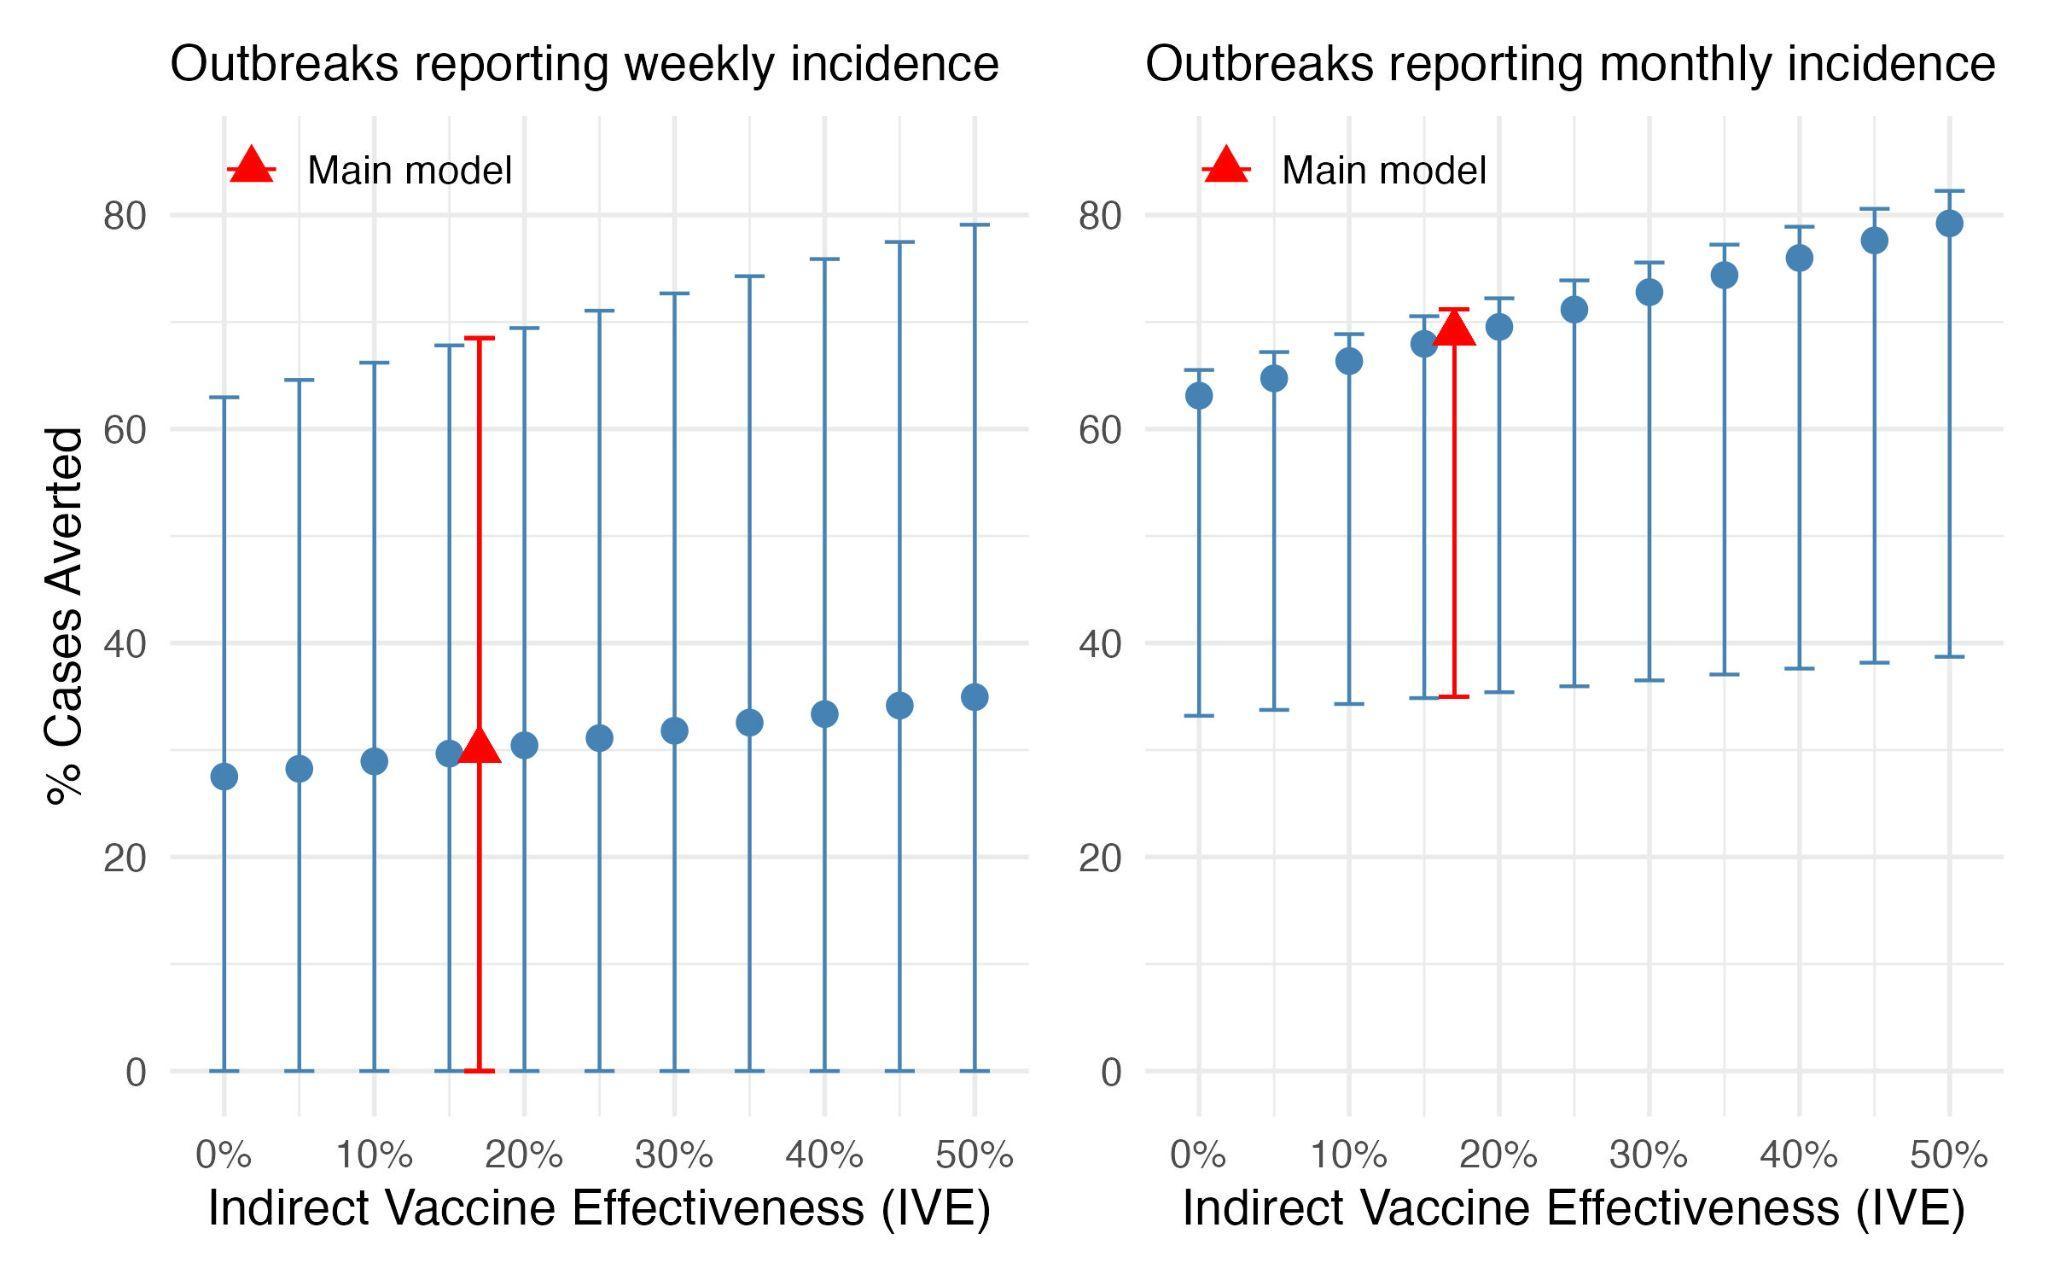 Outbreaks reporting weekly incidence
Main model
% Cases Averted
80
60
40
20
0
0% 10% 20% 30% 40% 50%
Indirect Vaccine Effectiveness (IVE)
Outbreaks reporting monthly incidence
Main model
80
60
40
20
0
0% 10% 20% 30% 40% 50%
Indirect Vaccine Effectiveness (IVE)